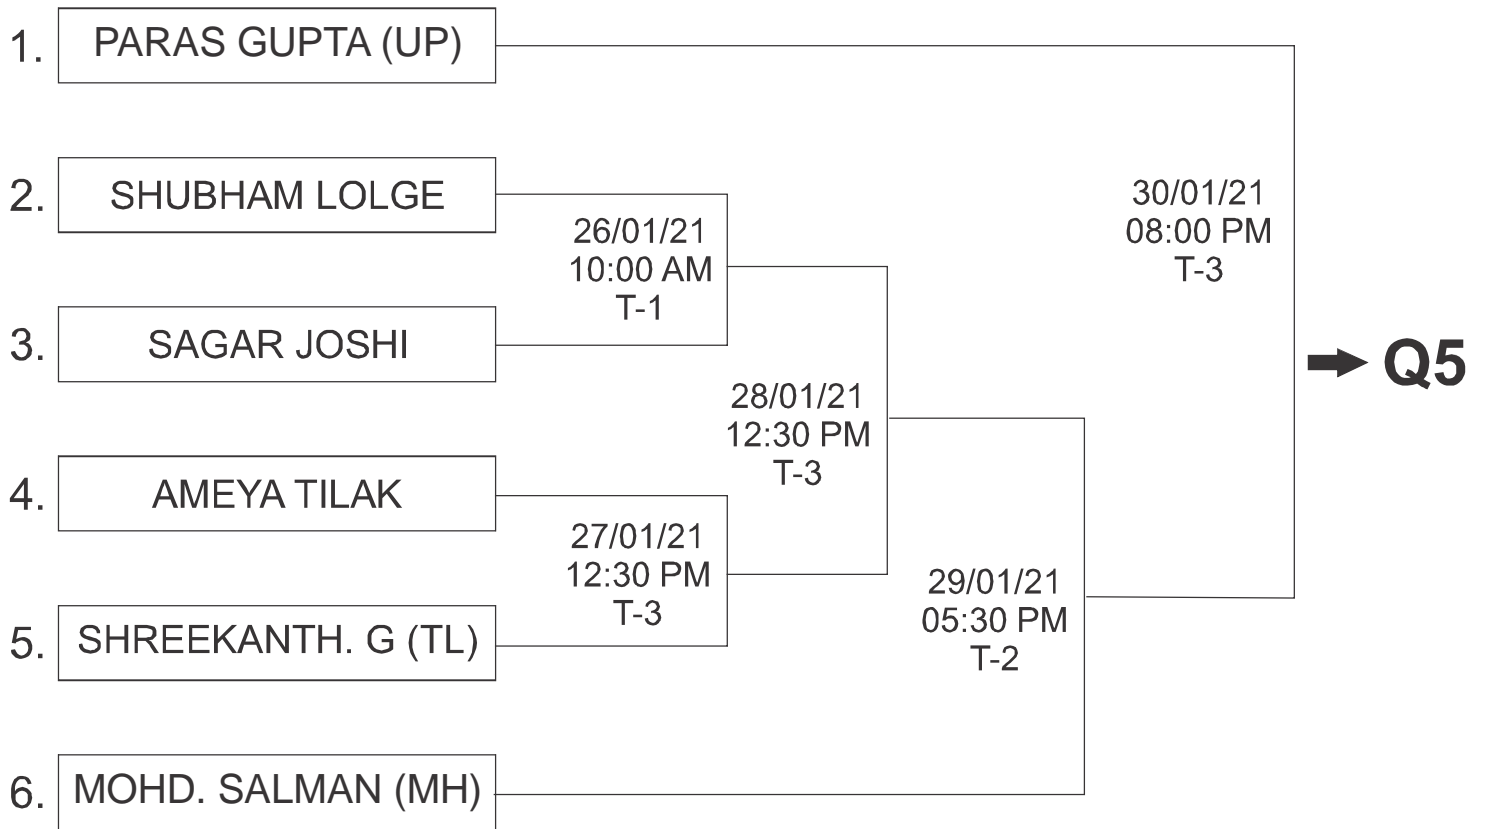 1. PARAS GUPTA (UP)
2. SHUBHAM LOLGE
3. SAGAR JOSHI
4. AMEYA TILAK
5. SHREEKANTH. G (TL)
6. MOHD. SALMAN (MH)
26/01/21
10:00 AM
T-1
27/01/21
12:30 PM
T-3
28/01/21
12:30 PM
T-3
29/01/21
05:30 PM
T-2
30/01/21
08:00 PM
T-3
Q5